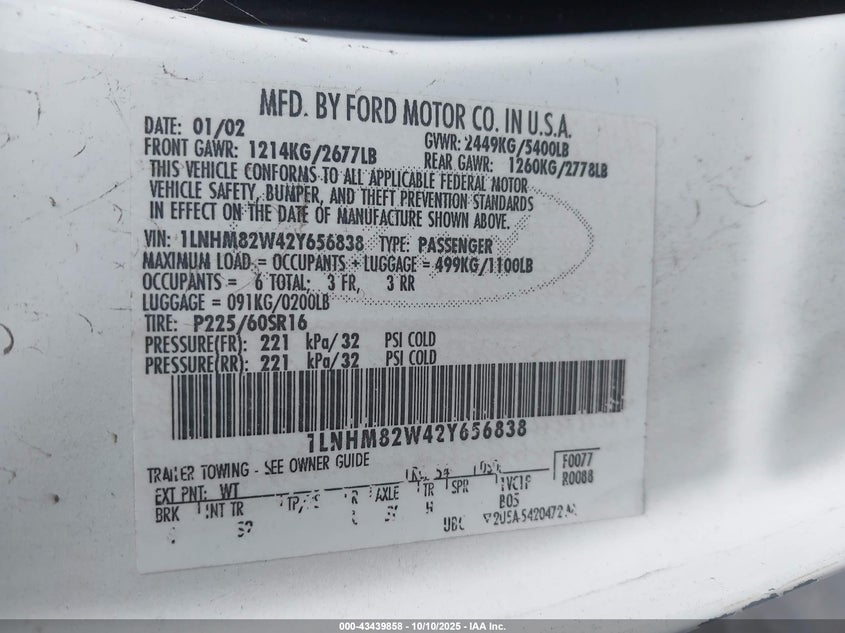 MFD. BY FORD MOTOR CO. IN U.S.A.
DATE: 01/02 GVWR: 2449KG/5400LB
FRONT GAWR: 1214KG/2677LB REAR GAWR: 1260KG/2778LB
THIS VEHICLE CONFORMS TO ALL APPLICABLE FEDERAL MOTOR
VEHICLE SAFETY, BUMPER, AND THEFT PREVENTION STANDARDS
IN EFFECT ON THE DATE OF MANUFACTURE SHOWN ABOVE.
VIN: 1LNHM82W42Y656838 TYPE: PASSENGER
MAXIMUM LOAD = OCCUPANTS + LUGGAGE = 499KG/1100LB
OCCUPANTS = 6 TOTAL, 3 FR, 3 RR
LUGGAGE = 091KG/0200LB
TIRE: P225/60SR16
PRESSURE(FR): 221 kPa/32 PSI COLD
PRESSURE(RR): 221 kPa/32 PSI COLD
1LNHM82W42Y656838
TRAILER TOWING - SEE OWNER GUIDE
F0077
EXT PNT: WT R0088
BRK INT TR AXLE TR SPR
000-43439858 - 10/10/2025 - IAA Inc.